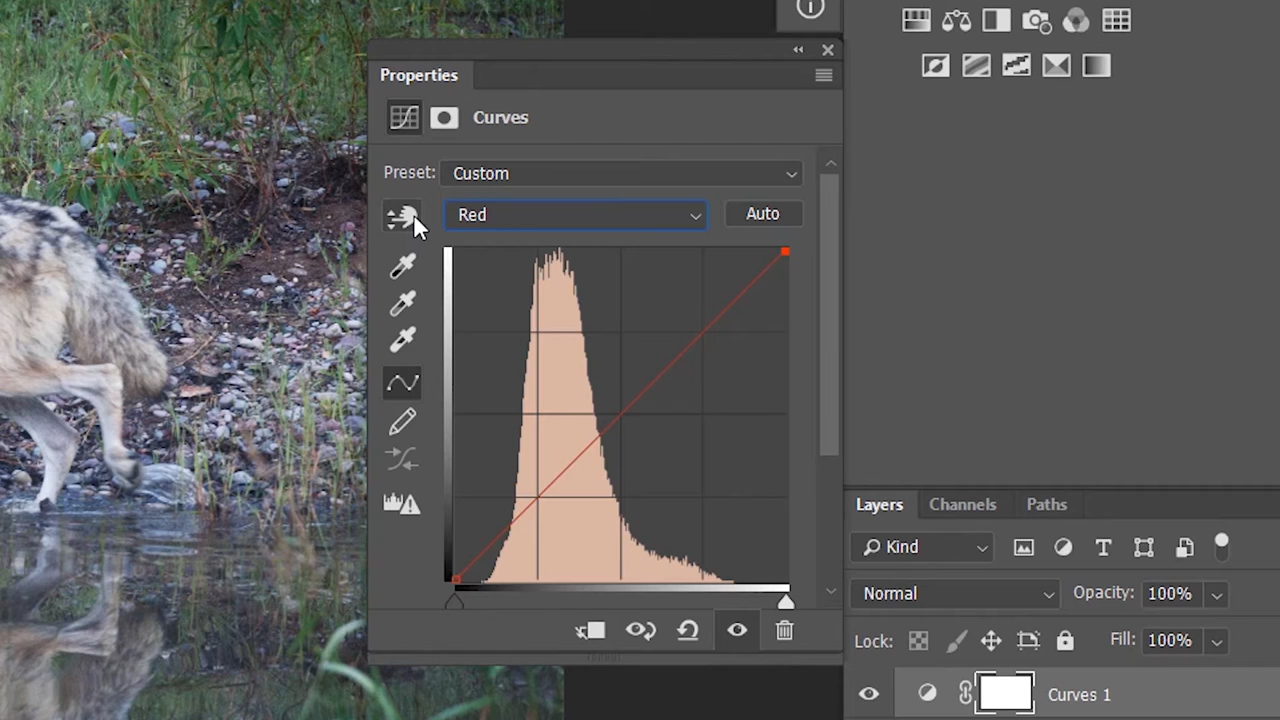 Properties
Curves
Preset: Custom
Red
Auto
Layers Channels Paths
Kind
Normal Opacity: 100%
Lock: Fill: 100%
Curves 1